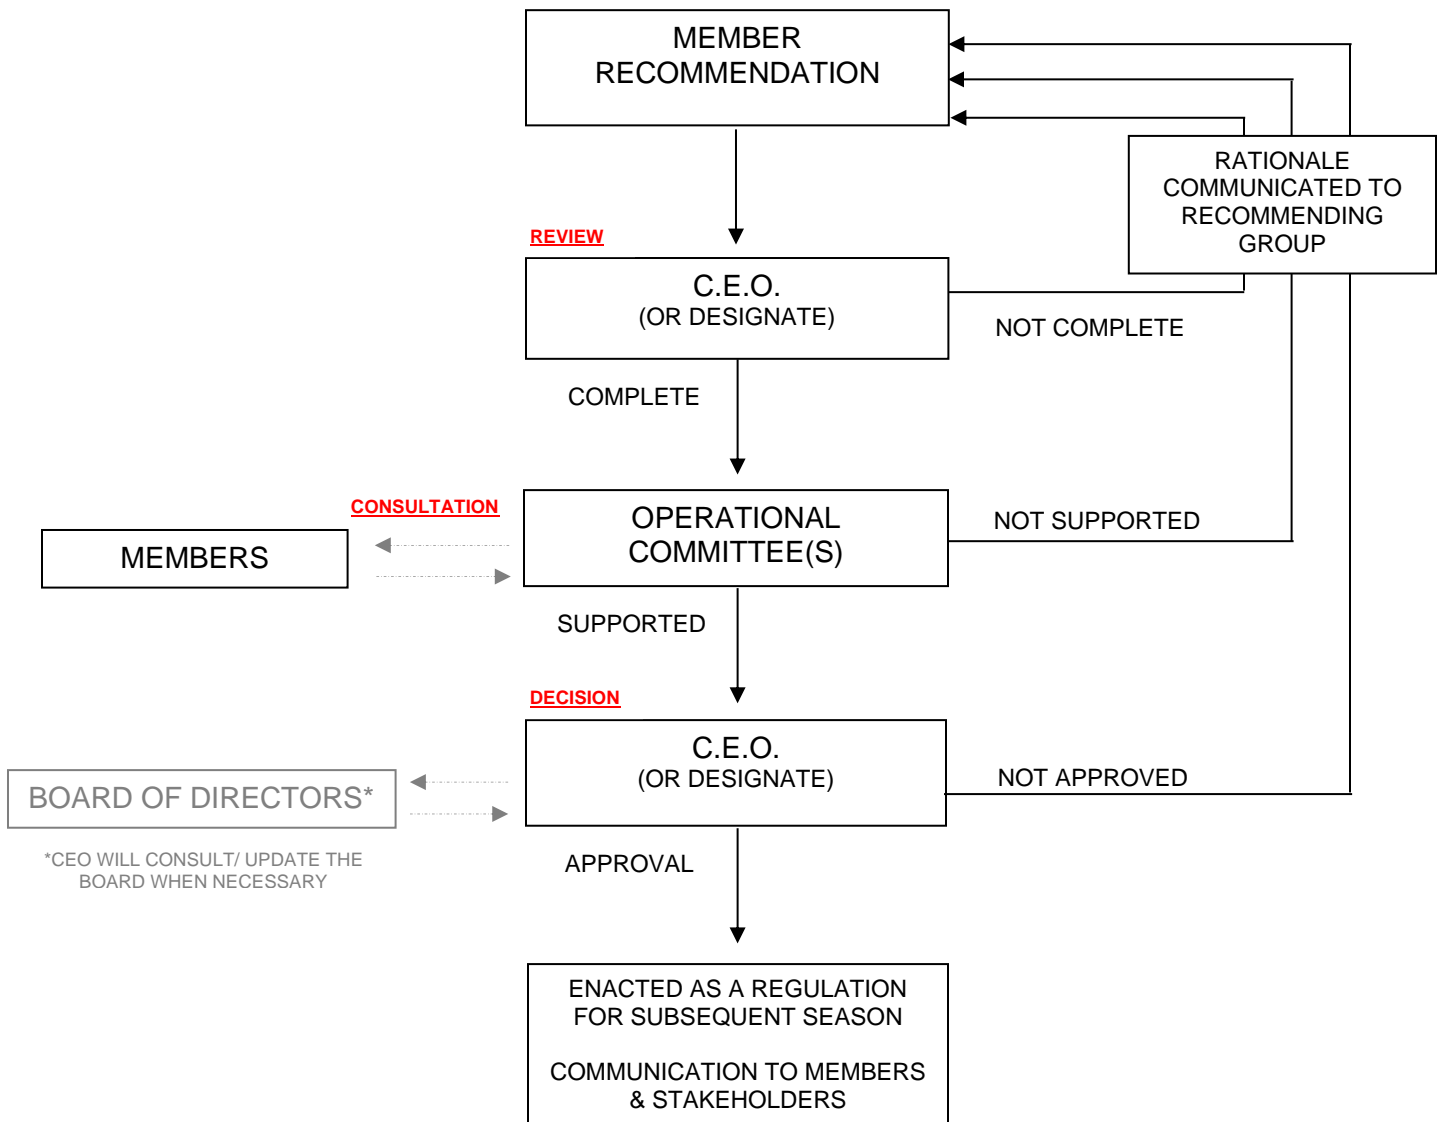 MEMBER
RECOMMENDATION
RATIONALE
COMMUNICATED TO
RECOMMENDING
GROUP
REVIEW
C.E.O.
(OR DESIGNATE)
NOT COMPLETE
COMPLETE
CONSULTATION
MEMBERS
OPERATIONAL
COMMITTEE(S)
NOT SUPPORTED
SUPPORTED
DECISION
C.E.O.
(OR DESIGNATE)
NOT APPROVED
BOARD OF DIRECTORS*
*CEO WILL CONSULT/ UPDATE THE
BOARD WHEN NECESSARY
APPROVAL
ENACTED AS A REGULATION
FOR SUBSEQUENT SEASON
COMMUNICATION TO MEMBERS
& STAKEHOLDERS